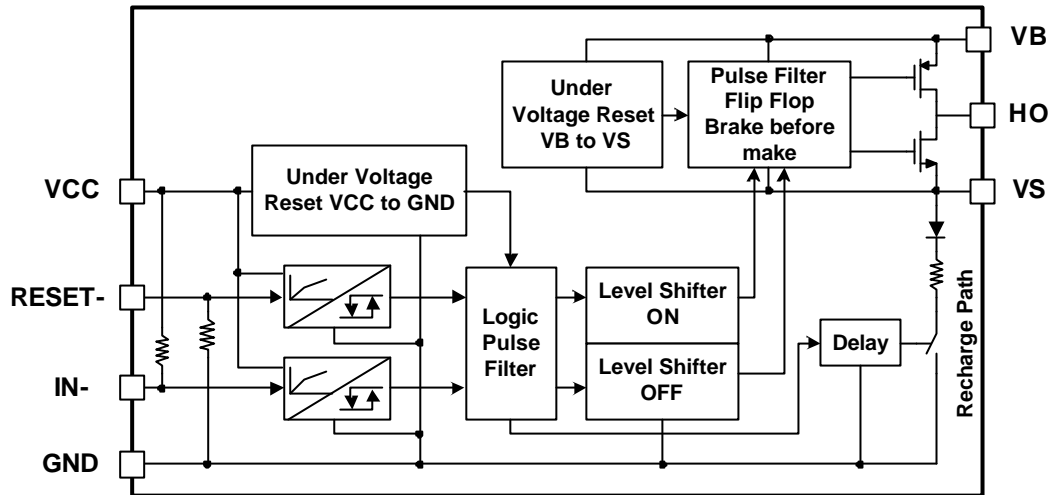 VB
Under
Voltage Reset
VB to VS
Pulse Filter
Flip Flop
Brake before
make
HO
VCC
Under Voltage
Reset VCC to GND
VS
RESET-
Logic
Pulse
Filter
Level Shifter
ON
Recharge Path
IN-
Level Shifter
OFF
Delay
GND